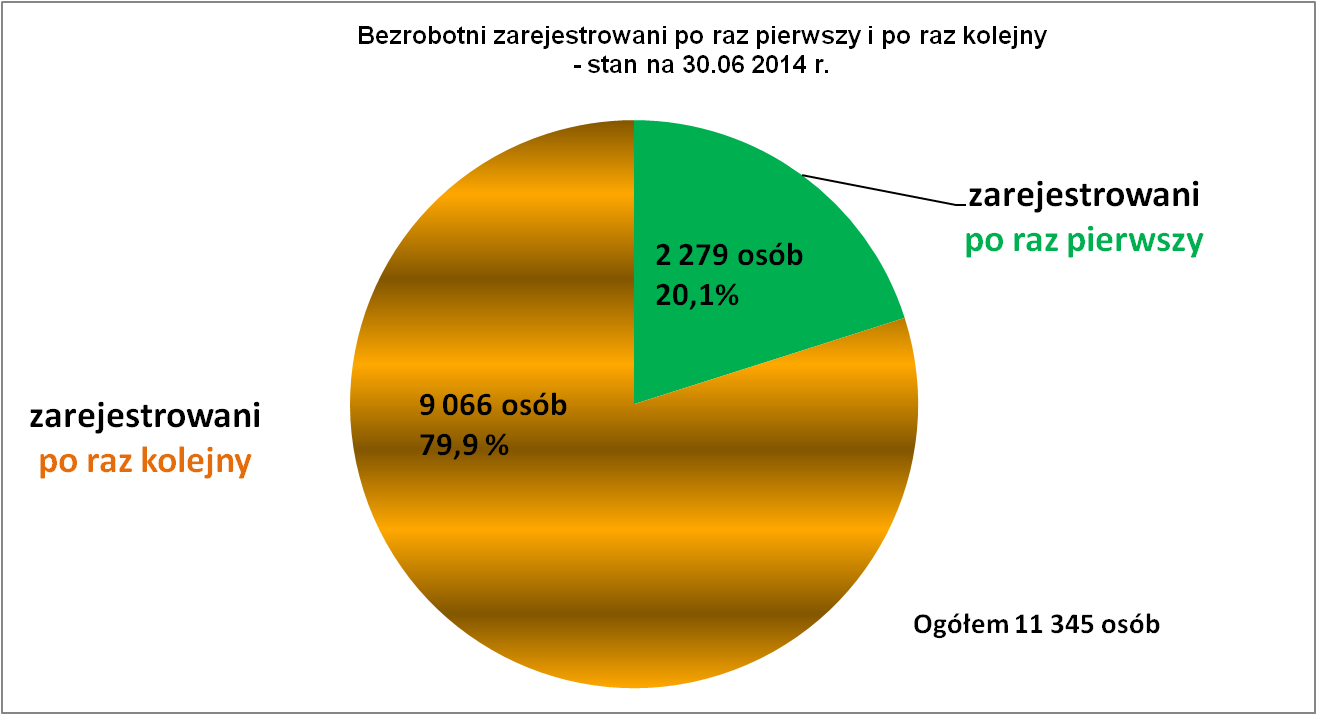 Bezrobotni zarejestrowani po raz pierwszy i po raz kolejny
- stan na 30.06 2014 r.
zarejestrowani
po raz pierwszy
2 279 osób
20,1%
9 066 osób
79,9 %
zarejestrowani
po raz kolejny
Ogółem 11 345 osób